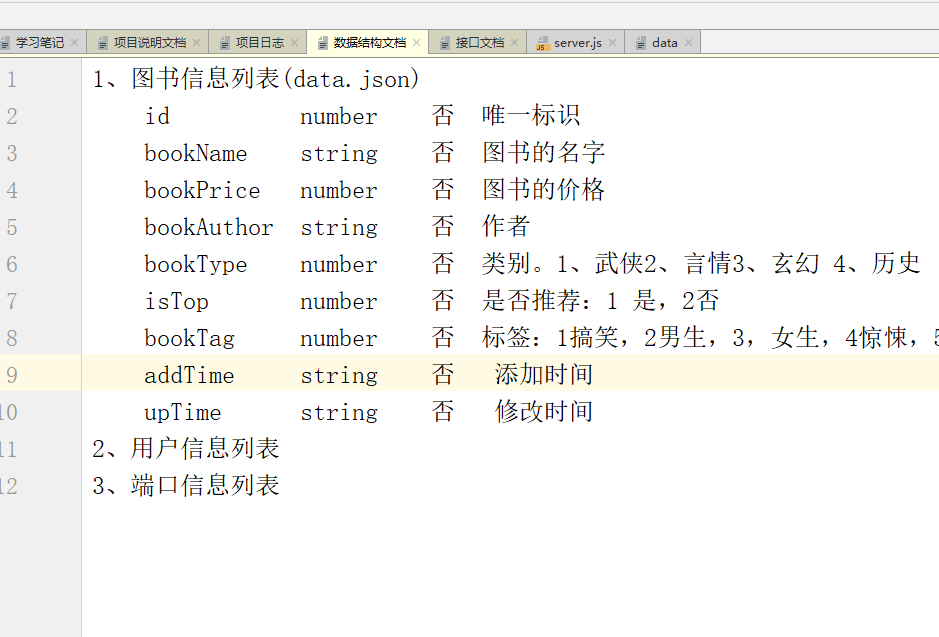 学习笔记 项目说明文档 项目日志 数据结构文档 接口文档 JS server.js data
1 1、图书信息列表(data.json)
2 id number 否 唯一标识
3 bookName string 否 图书的名字
4 bookPrice number 否 图书的价格
5 bookAuthor string 否 作者
6 bookType number 否 类别。1、武侠2、言情3、玄幻 4、历史
7 isTop number 否 是否推荐：1 是，2否
8 bookTag number 否 标签：1搞笑，2男生，3，女生，4惊悚，5
9 addTime string 否 添加时间
10 upTime string 否 修改时间
11 2、用户信息列表
12 3、端口信息列表